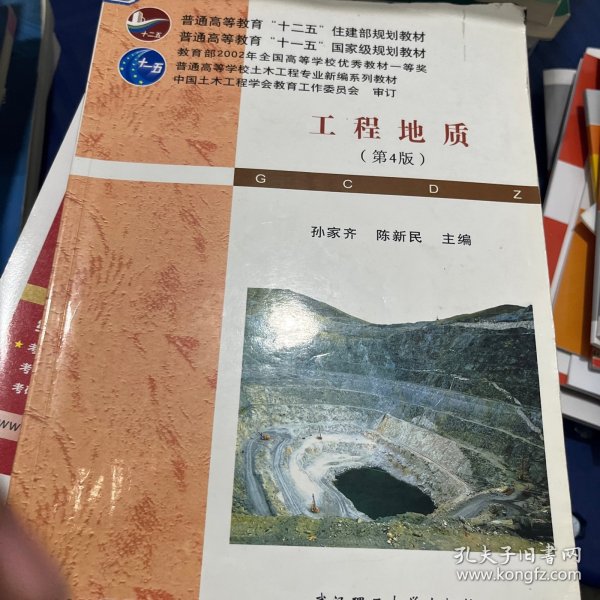 普通高等教育“十二五”住建部规划教材
普通高等教育“十一五”国家级规划教材
教育部2002年全国高等学校优秀教材一等奖
普通高等学校土木工程专业新编系列教材
中国土木工程学会教育工作委员会 审订
十二五
十一五
工程地质
（第4版）
G C D Z
孙家齐 陈新民 主编
考
考
考
ww
孔夫子旧书网
www.kongfz.com